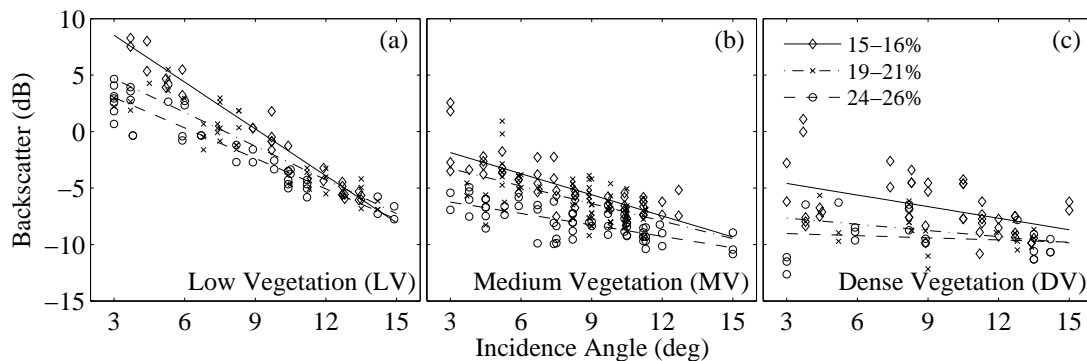 10
5
0
−5
−10
−15
Backscatter (dB)
(a)
Low Vegetation (LV)
3 6 9 12 15
(b)
Medium Vegetation (MV)
3 6 9 12 15
(c)
15−16%
19−21%
24−26%
Dense Vegetation (DV)
3 6 9 12 15
Incidence Angle (deg)